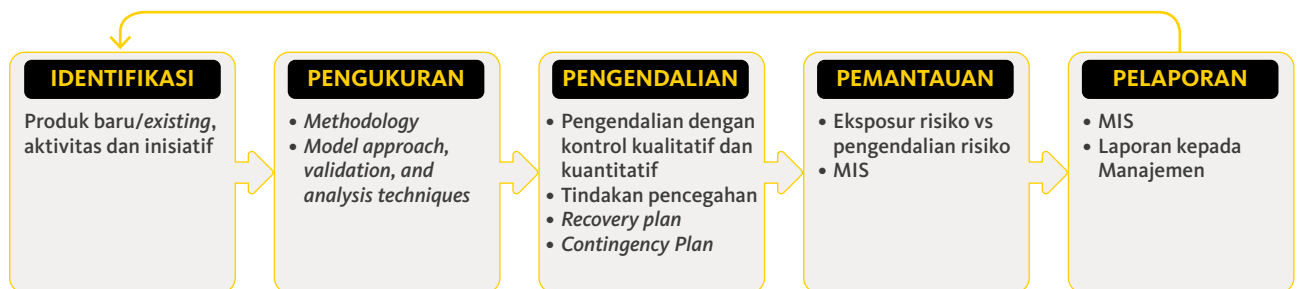 IDENTIFIKASI
Produk baru/existing,
aktivitas dan inisiatif
PENGUKURAN
• Methodology
• Model approach,
validation, and
analysis techniques
PENGENDALIAN
• Pengendalian dengan
kontrol kualitatif dan
kuantitatif
• Tindakan pencegahan
• Recovery plan
• Contingency Plan
PEMANTAUAN
• Eksposur risiko vs
pengendalian risiko
• MIS
PELAPORAN
• MIS
• Laporan kepada
Manajemen